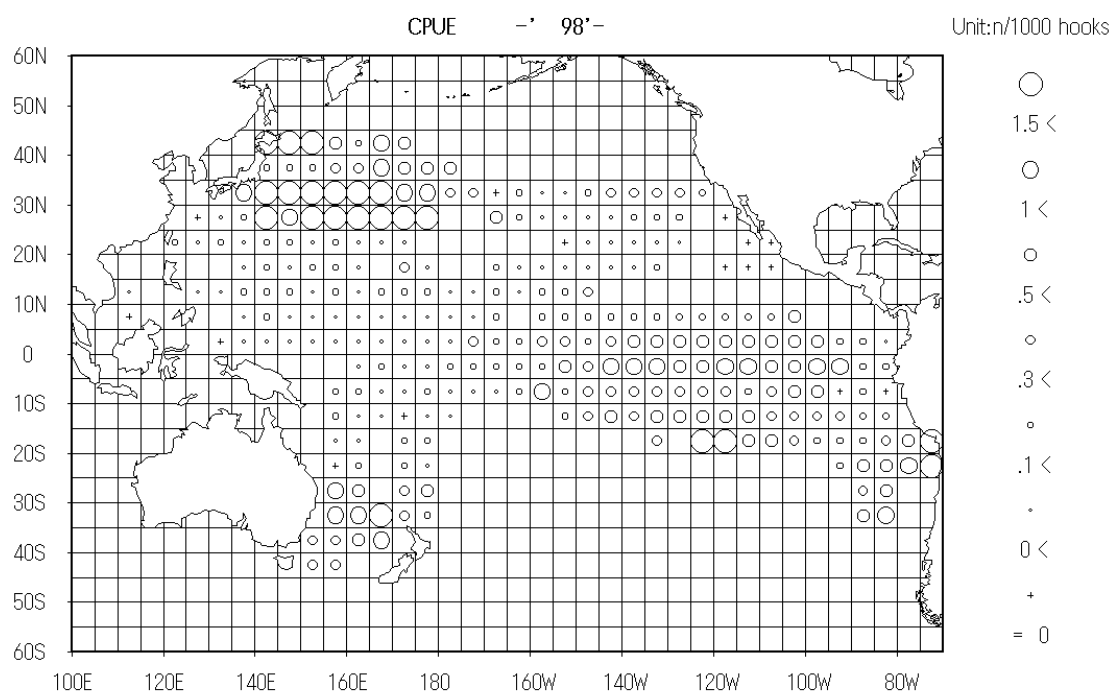 CPUE -' 98'-
Unit:n/1000 hooks
60N
50N
40N
30N
20N
10N
0
10S
20S
30S
40S
50S
60S
100E 120E 140E 160E 180 160W 140W 120W 100W 80W
1.5 <
1 <
.5 <
.3 <
.1 <
0 <
= 0